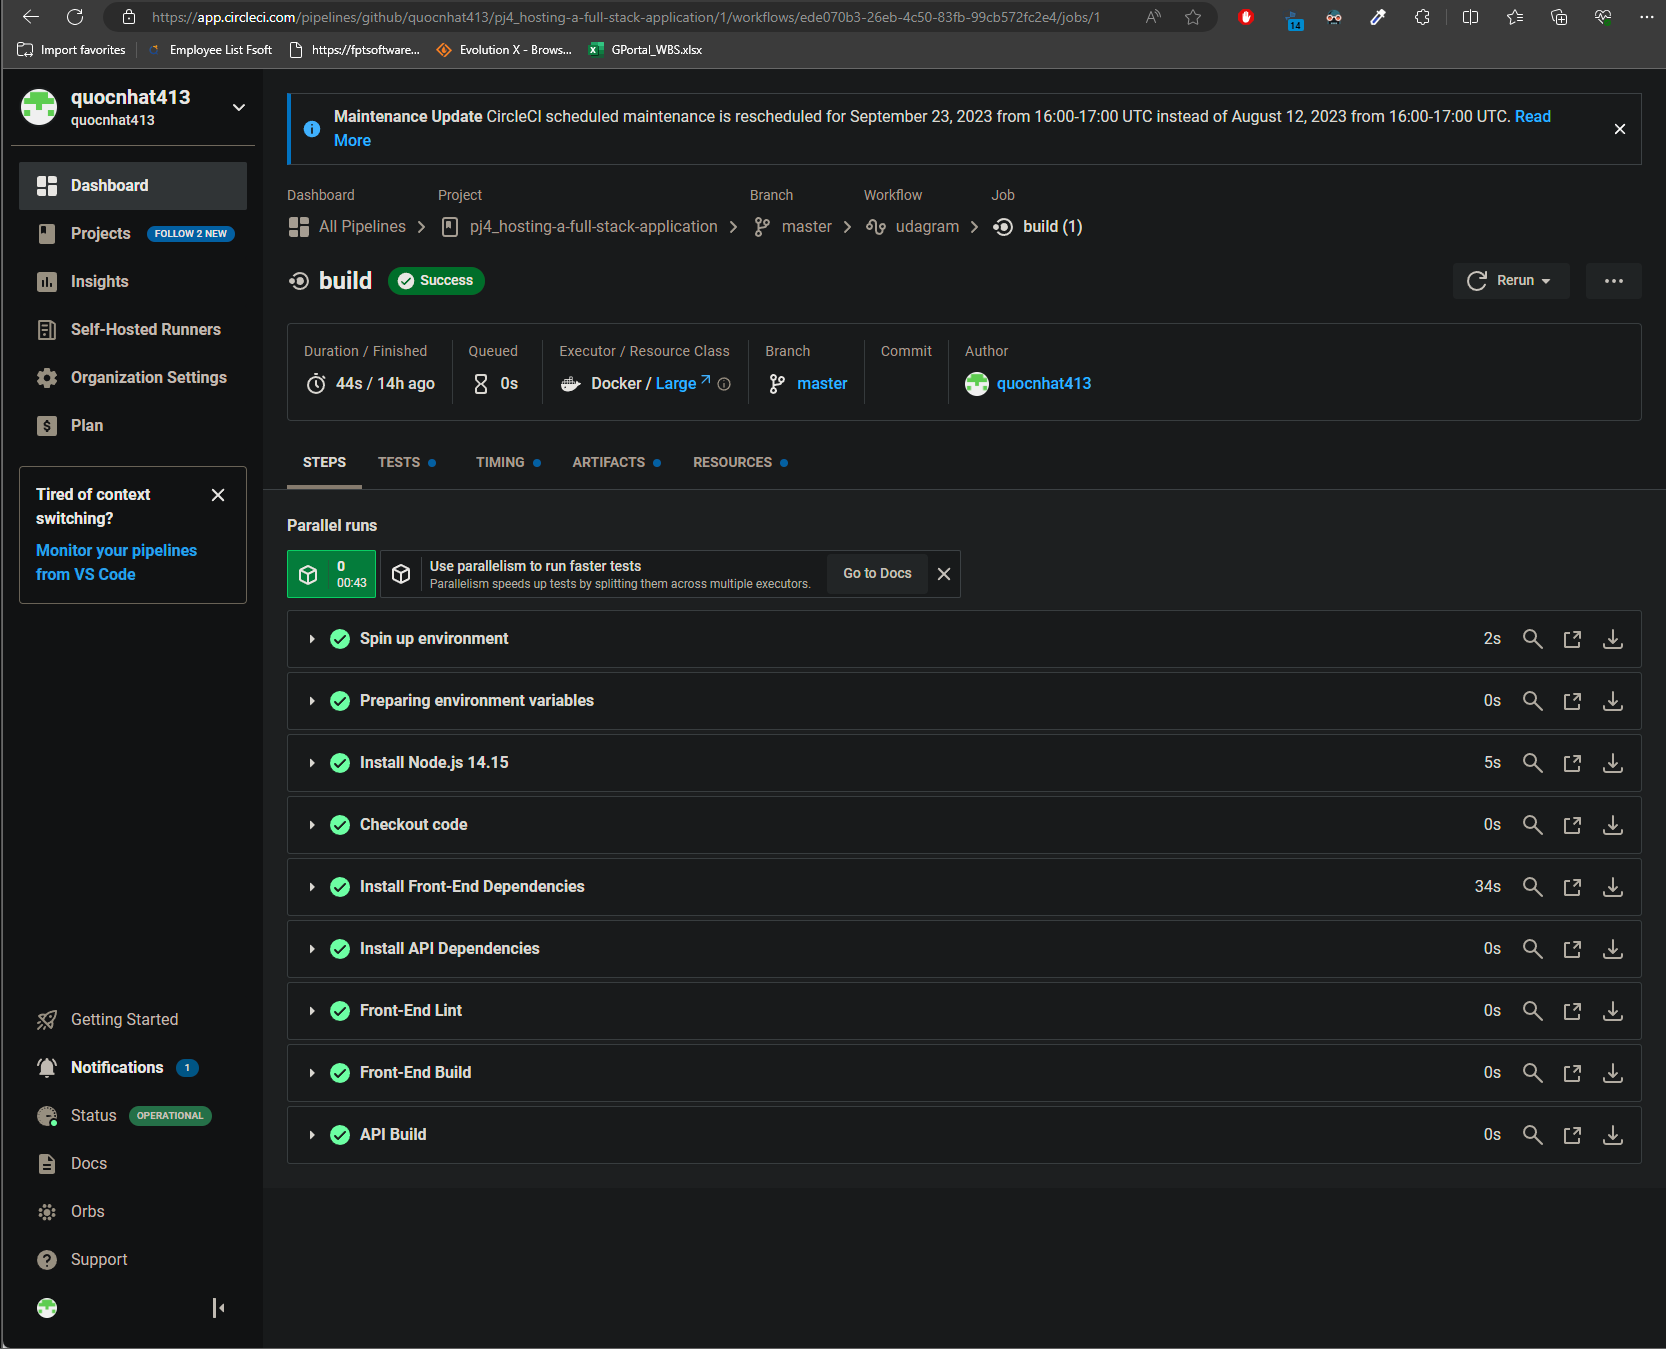 https://app.circleci.com/pipelines/github/quocnhat413/pj4_hosting-a-full-stack-application/1/workflows/ede070b3-26eb-4c50-83fb-99cb572fc2e4/jobs/1
14
Import favorites
Employee List Fsoft
https://fptsoftware...
Evolution X - Brows...
GPortal_WBS.xlsx
quocnhat413
quocnhat413
Dashboard
Projects FOLLOW 2 NEW
Insights
Self-Hosted Runners
Organization Settings
Plan
Tired of context
switching?
Monitor your pipelines
from VS Code
Getting Started
Notifications 1
Status OPERATIONAL
Docs
Orbs
Support
Maintenance Update CircleCI scheduled maintenance is rescheduled for September 23, 2023 from 16:00-17:00 UTC instead of August 12, 2023 from 16:00-17:00 UTC. Read
More
Dashboard Project Branch Workflow Job
All Pipelines pj4_hosting-a-full-stack-application master udagram build (1)
build Success
Rerun
Duration / Finished Queued Executor / Resource Class Branch Commit Author
44s / 14h ago 0s Docker / Large master quocnhat413
STEPS TESTS TIMING ARTIFACTS RESOURCES
Parallel runs
0
00:43
Use parallelism to run faster tests
Parallelism speeds up tests by splitting them across multiple executors.
Go to Docs
Spin up environment 2s
Preparing environment variables 0s
Install Node.js 14.15 5s
Checkout code 0s
Install Front-End Dependencies 34s
Install API Dependencies 0s
Front-End Lint 0s
Front-End Build 0s
API Build 0s